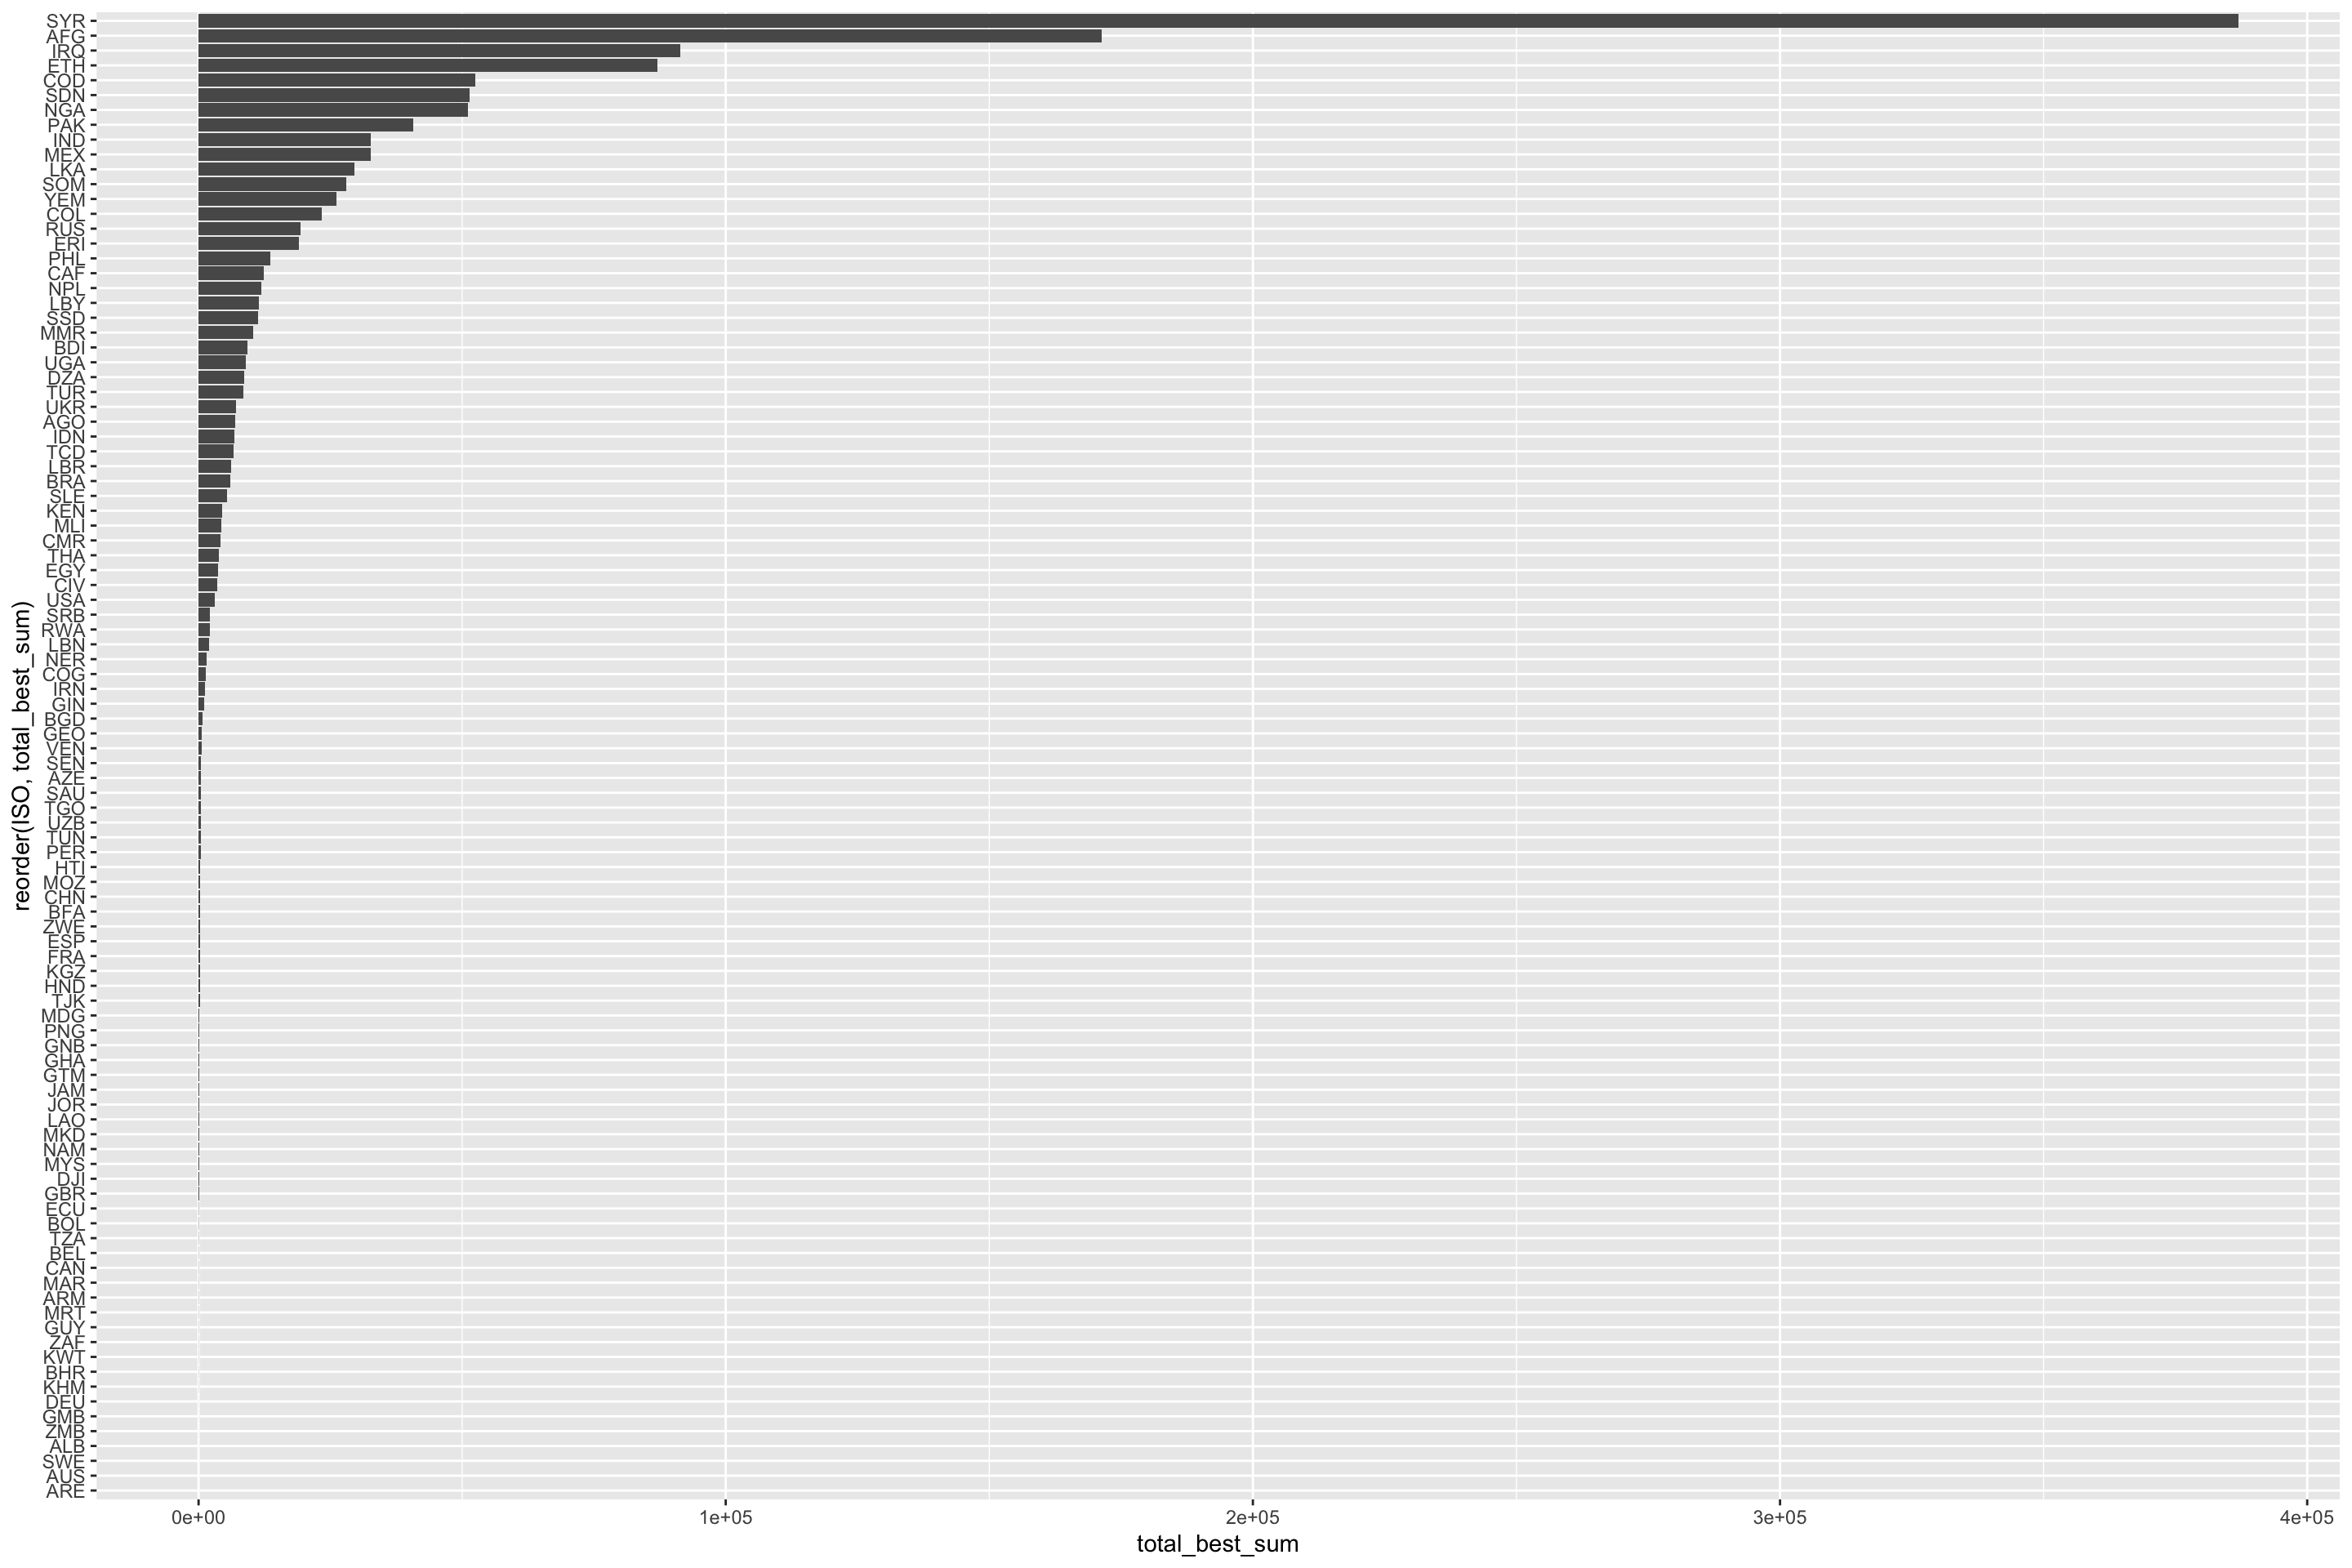 SYR
AFG
IRQ
ETH
COD
SDN
NGA
PAK
IND
MEX
LKA
SOM
YEM
COL
RUS
ERI
PHL
CAF
NPL
LBY
SSD
MMR
BDI
UGA
DZA
TUR
UKR
AGO
IDN
TCD
LBR
BRA
SLE
KEN
MLI
CMR
THA
EGY
CIV
USA
SRB
RWA
LBN
NER
COG
IRN
GIN
BGD
GEO
VEN
SEN
AZE
SAU
TGO
UZB
TUN
PER
HTI
MOZ
CHN
BFA
ZWE
ESP
FRA
KGZ
HND
TJK
MDG
PNG
GNB
GHA
GTM
JAM
JOR
LAO
MKD
NAM
MYS
DJI
GBR
ECU
BOL
TZA
BEL
CAN
MAR
ARM
MRT
GUY
ZAF
KWT
BHR
KHM
DEU
GMB
ZMB
ALB
SWE
AUS
ARE
reorder(ISO, total_best_sum)
0e+00 1e+05 2e+05 3e+05 4e+05
total_best_sum